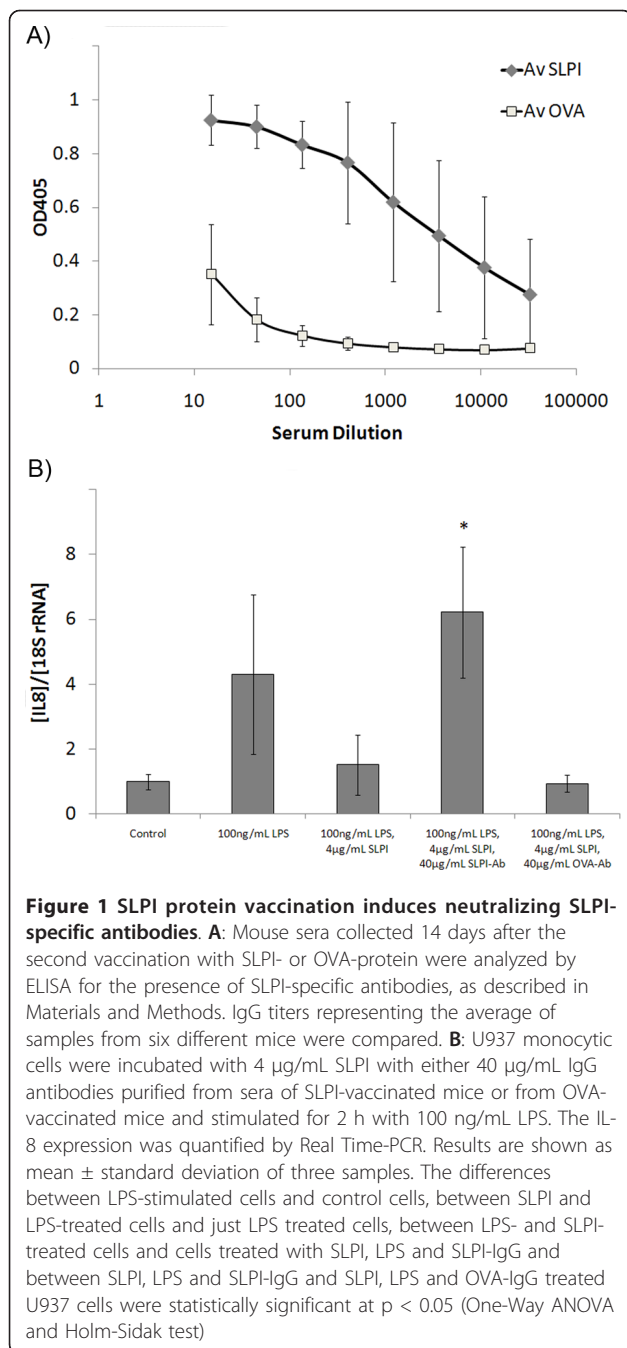 A)
Av SLPI
Av OVA
1
0.8
0.6
0.4
0.2
0
OD405
1 10 100 1000 10000 100000
Serum Dilution
B)
8
6
4
2
0
[IL8]/[18S rRNA]
*
Control
100ng/mL LPS
100ng/mL LPS,
4µg/mL SLPI
100ng/mL LPS,
4µg/mL SLPI,
40µg/mL SLPI-Ab
100ng/mL LPS,
4µg/mL SLPI,
40µg/mL OVA-Ab
Figure 1 SLPI protein vaccination induces neutralizing SLPI-
specific antibodies. A: Mouse sera collected 14 days after the
second vaccination with SLPI- or OVA-protein were analyzed by
ELISA for the presence of SLPI-specific antibodies, as described in
Materials and Methods. IgG titers representing the average of
samples from six different mice were compared. B: U937 monocytic
cells were incubated with 4 μg/mL SLPI with either 40 μg/mL IgG
antibodies purified from sera of SLPI-vaccinated mice or from OVA-
vaccinated mice and stimulated for 2 h with 100 ng/mL LPS. The IL-
8 expression was quantified by Real Time-PCR. Results are shown as
mean ± standard deviation of three samples. The differences
between LPS-stimulated cells and control cells, between SLPI and
LPS-treated cells and just LPS treated cells, between LPS- and SLPI-
treated cells and cells treated with SLPI, LPS and SLPI-IgG and
between SLPI, LPS and SLPI-IgG and SLPI, LPS and OVA-IgG treated
U937 cells were statistically significant at p < 0.05 (One-Way ANOVA
and Holm-Sidak test)